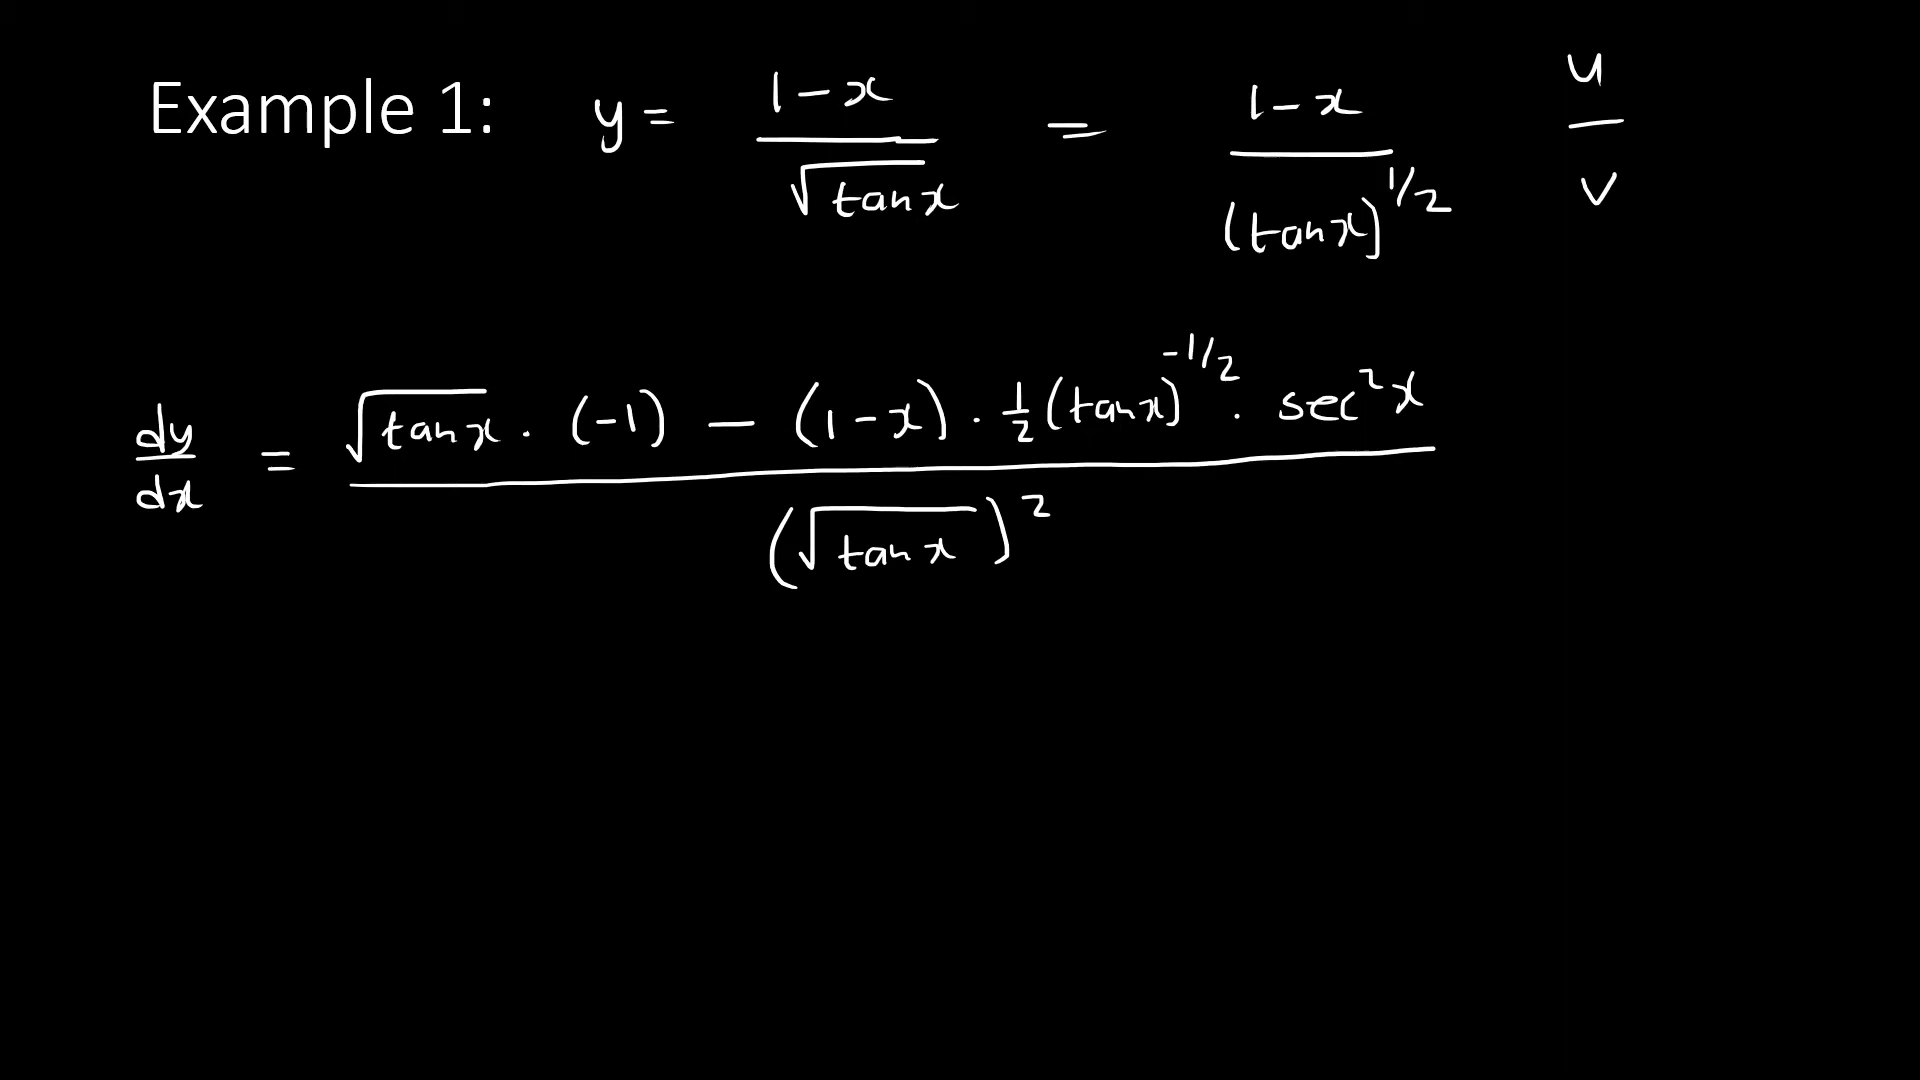 Example 1: y = (1-x)/(√tan x) = (1-x)/(tan x)^1/2 u/v
dy/dx = (√tan x . (-1) - (1-x) . 1/2 (tan x)^-1/2 . sec²x)/(√tan x)²